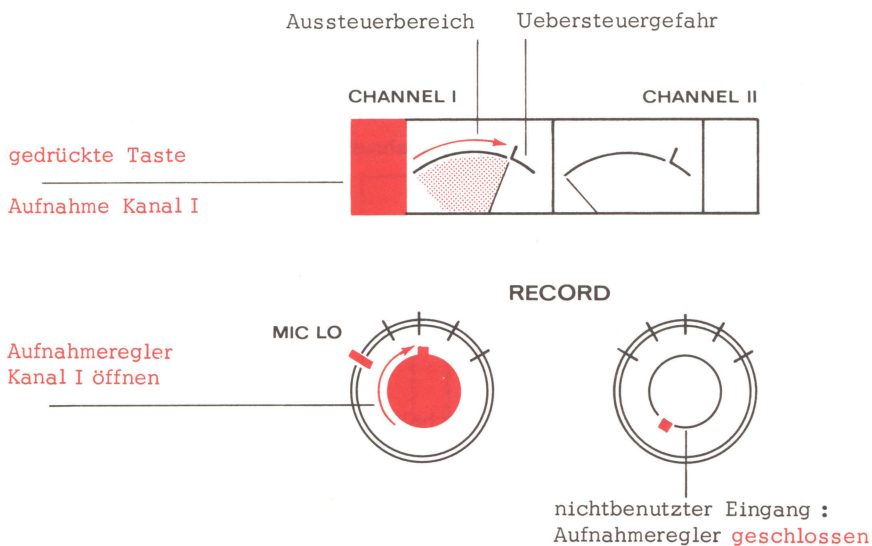 Aussteuerbereich Uebersteuergefahr
CHANNEL I CHANNEL II
gedrückte Taste
Aufnahme Kanal I
RECORD
MIC LO
Aufnahmeregler
Kanal I öffnen
nichtbenutzter Eingang :
Aufnahmeregler geschlossen